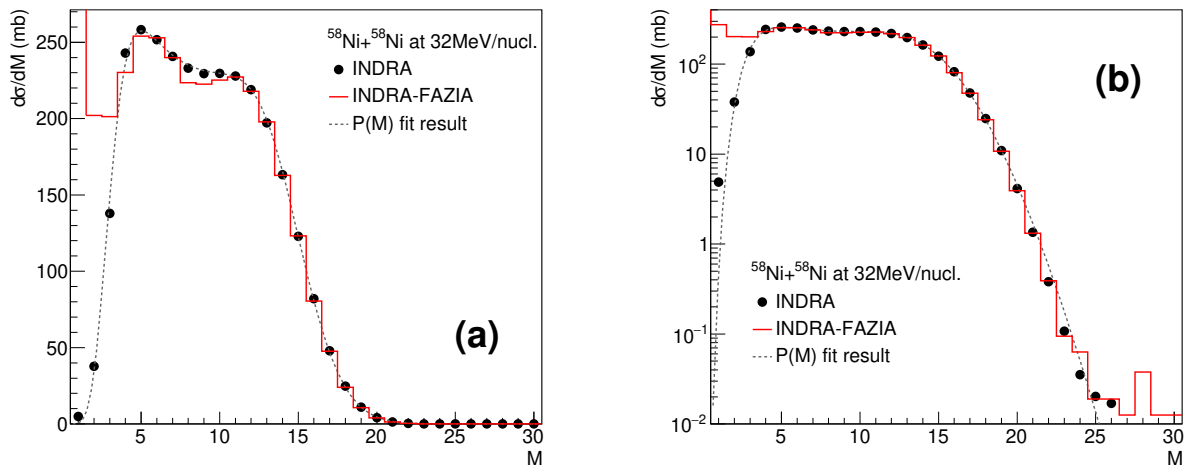 dσ/dM (mb)
250
200
150
100
50
0
5
10
15
20
25
30
M
⁵⁸Ni+⁵⁸Ni at 32MeV/nucl.
INDRA
INDRA-FAZIA
P(M) fit result
(a)
dσ/dM (mb)
10²
10
1
10⁻¹
10⁻²
5
10
15
20
25
30
M
(b)
⁵⁸Ni+⁵⁸Ni at 32MeV/nucl.
INDRA
INDRA-FAZIA
P(M) fit result